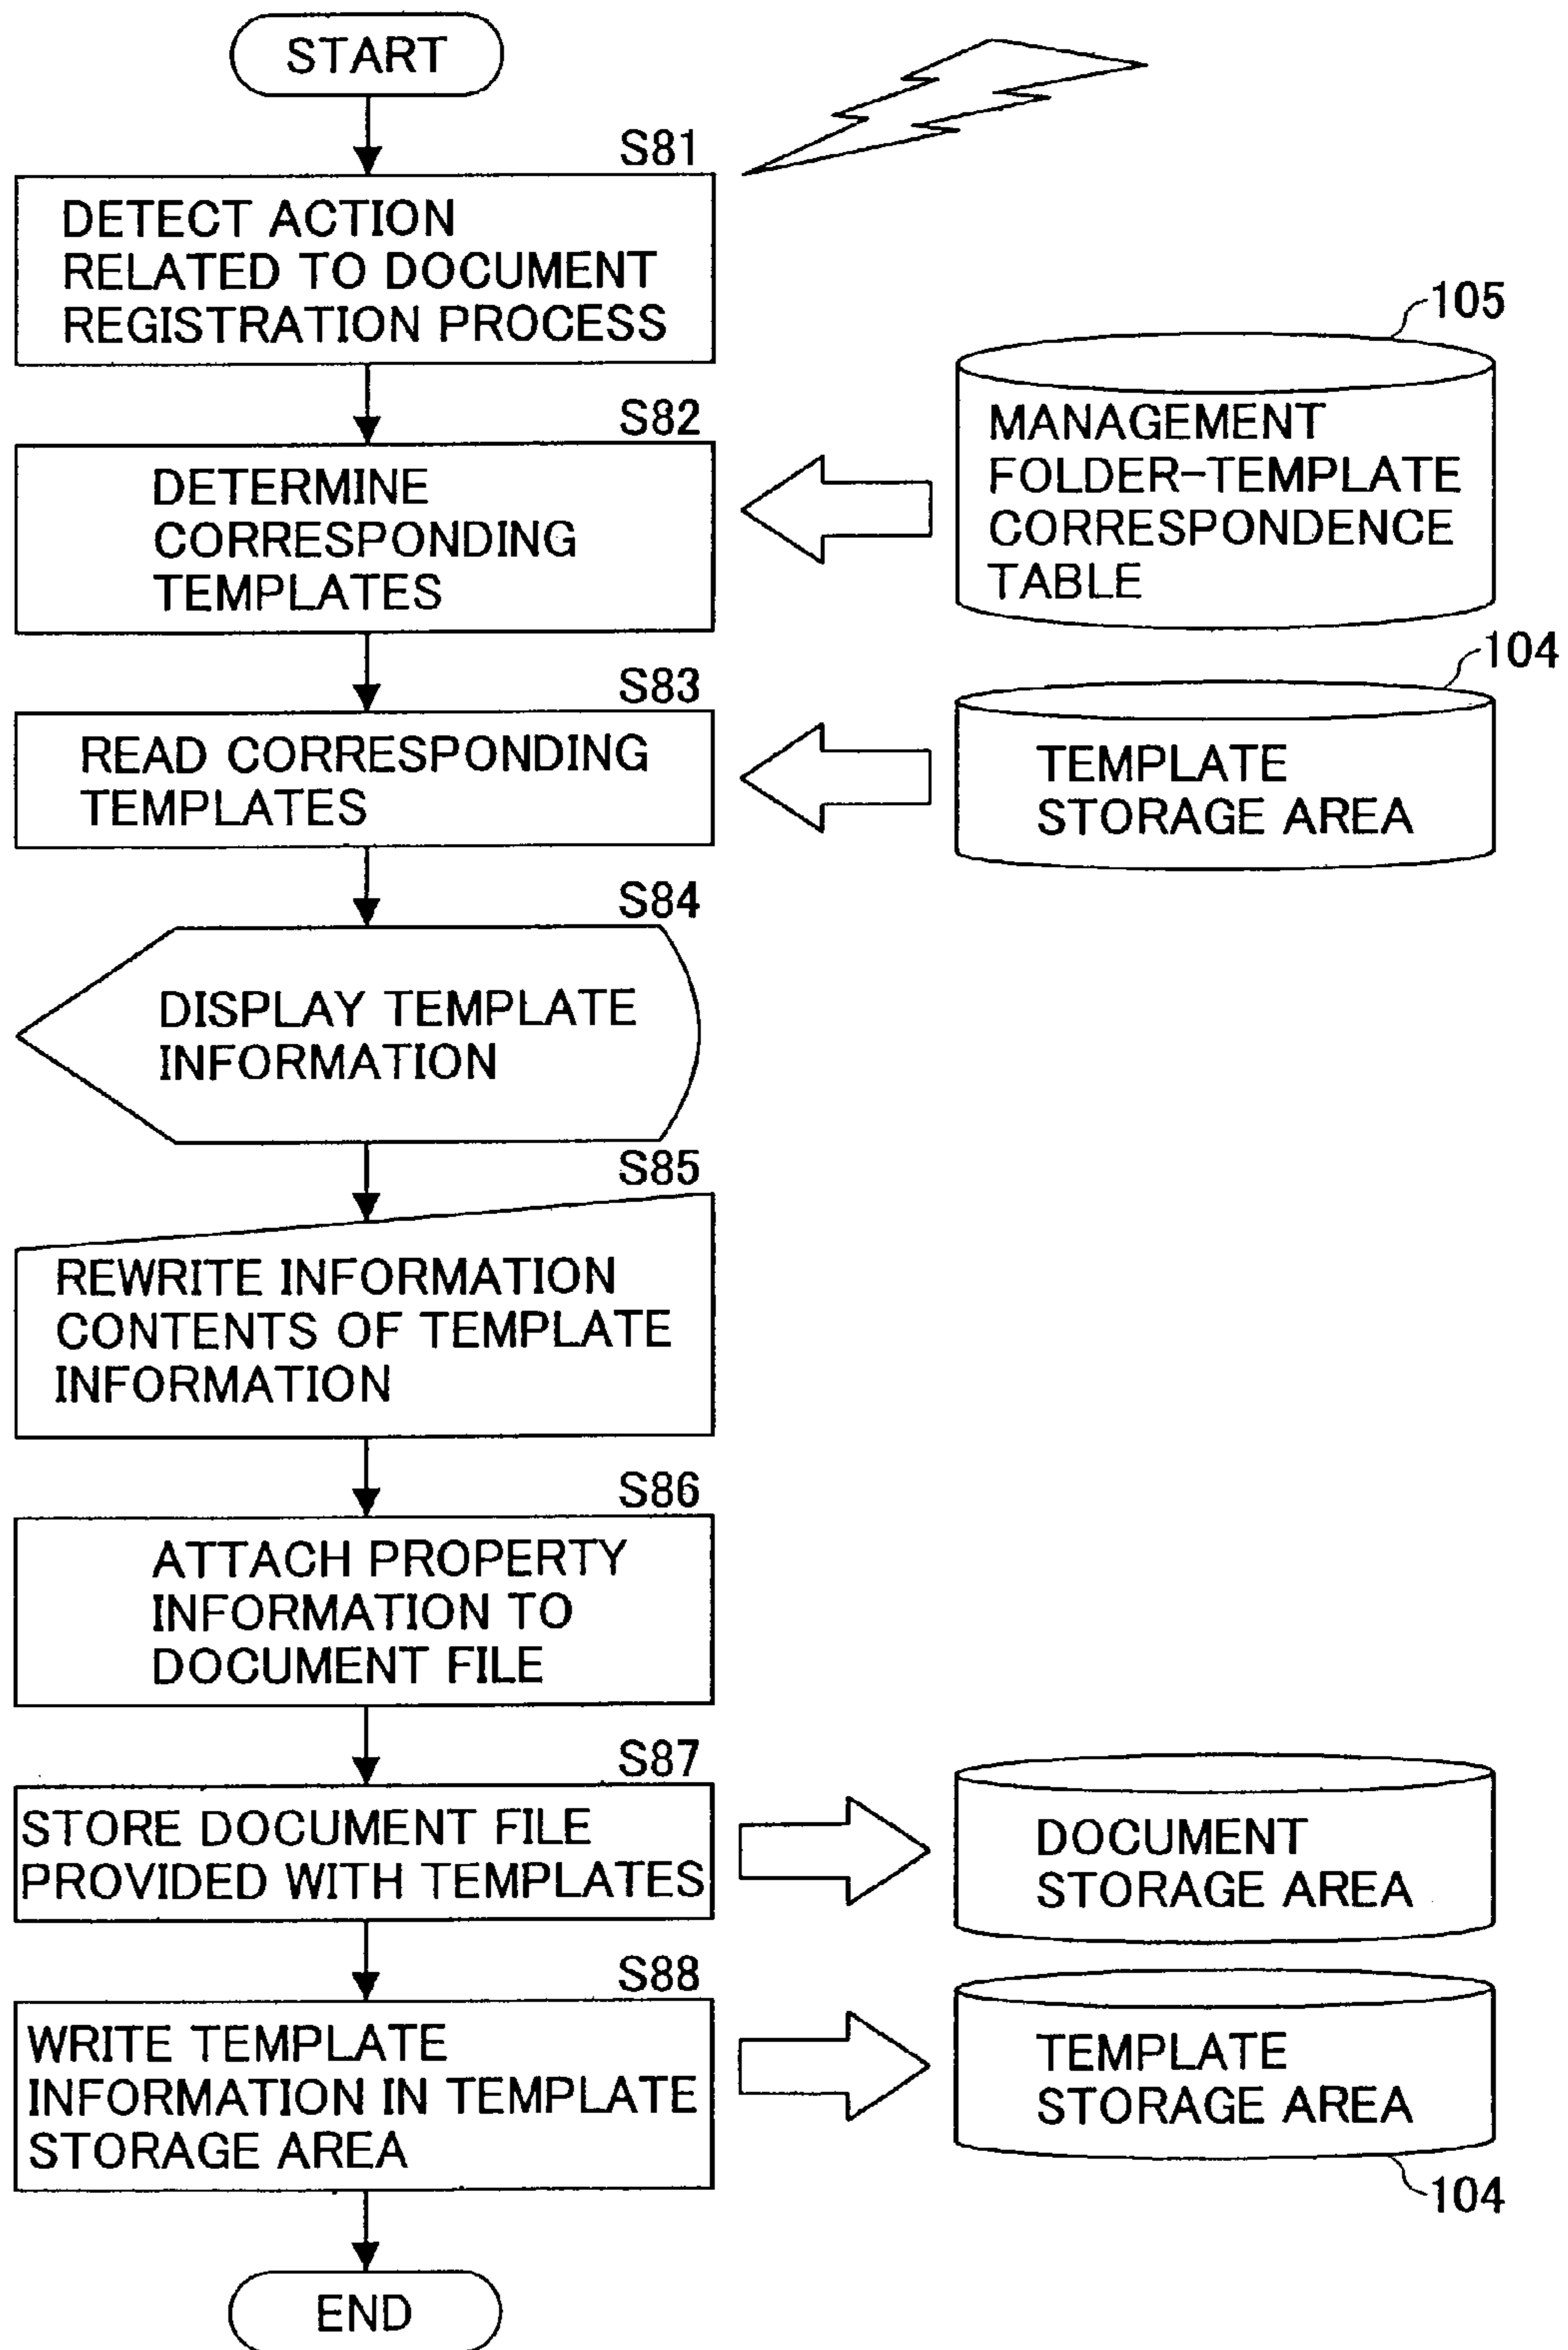 START
S81
DETECT ACTION
RELATED TO DOCUMENT
REGISTRATION PROCESS
105
S82
DETERMINE
CORRESPONDING
TEMPLATES
MANAGEMENT
FOLDER-TEMPLATE
CORRESPONDENCE
TABLE
104
S83
READ CORRESPONDING
TEMPLATES
TEMPLATE
STORAGE AREA
S84
DISPLAY TEMPLATE
INFORMATION
S85
REWRITE INFORMATION
CONTENTS OF TEMPLATE
INFORMATION
S86
ATTACH PROPERTY
INFORMATION TO
DOCUMENT FILE
S87
STORE DOCUMENT FILE
PROVIDED WITH TEMPLATES
DOCUMENT
STORAGE AREA
S88
WRITE TEMPLATE
INFORMATION IN TEMPLATE
STORAGE AREA
TEMPLATE
STORAGE AREA
104
END